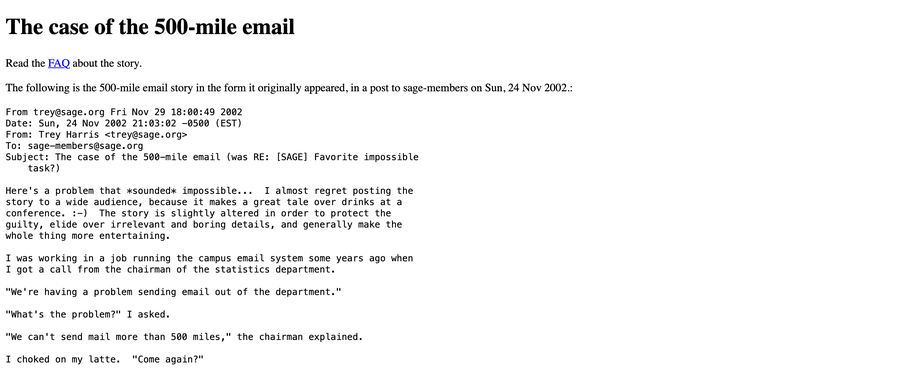 The case of the 500-mile email
Read the FAQ about the story.
The following is the 500-mile email story in the form it originally appeared, in a post to sage-members on Sun, 24 Nov 2002.:
From trey@sage.org Fri Nov 29 18:00:49 2002
Date: Sun, 24 Nov 2002 21:03:02 -0500 (EST)
From: Trey Harris <trey@sage.org>
To: sage-members@sage.org
Subject: The case of the 500-mile email (was RE: [SAGE] Favorite impossible
task?)
Here's a problem that *sounded* impossible...  I almost regret posting the
story to a wide audience, because it makes a great tale over drinks at a
conference. :-)  The story is slightly altered in order to protect the
guilty, elide over irrelevant and boring details, and generally make the
whole thing more entertaining.
I was working in a job running the campus email system some years ago when
I got a call from the chairman of the statistics department.
"We're having a problem sending email out of the department."
"What's the problem?" I asked.
"We can't send mail more than 500 miles," the chairman explained.
I choked on my latte.  "Come again?"